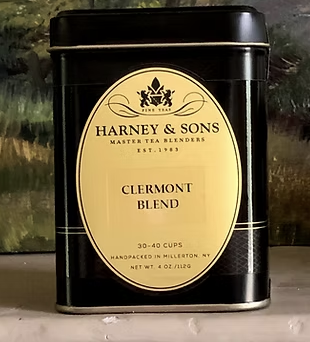 FINE TEAS
HARNEY & SONS
MASTER TEA BLENDERS
EST. 1983
CLERMONT
BLEND
30-40 CUPS
HANDPACKED IN MILLERTON, NY
NET WT. 4 OZ/112G